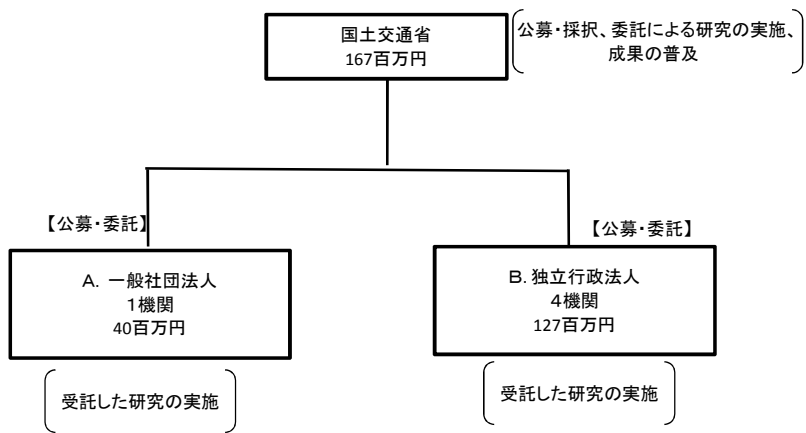 国土交通省
167百万円
公募・採択、委託による研究の実施、
成果の普及
【公募・委託】
【公募・委託】
A. 一般社団法人
1機関
40百万円
B. 独立行政法人
4機関
127百万円
受託した研究の実施
受託した研究の実施